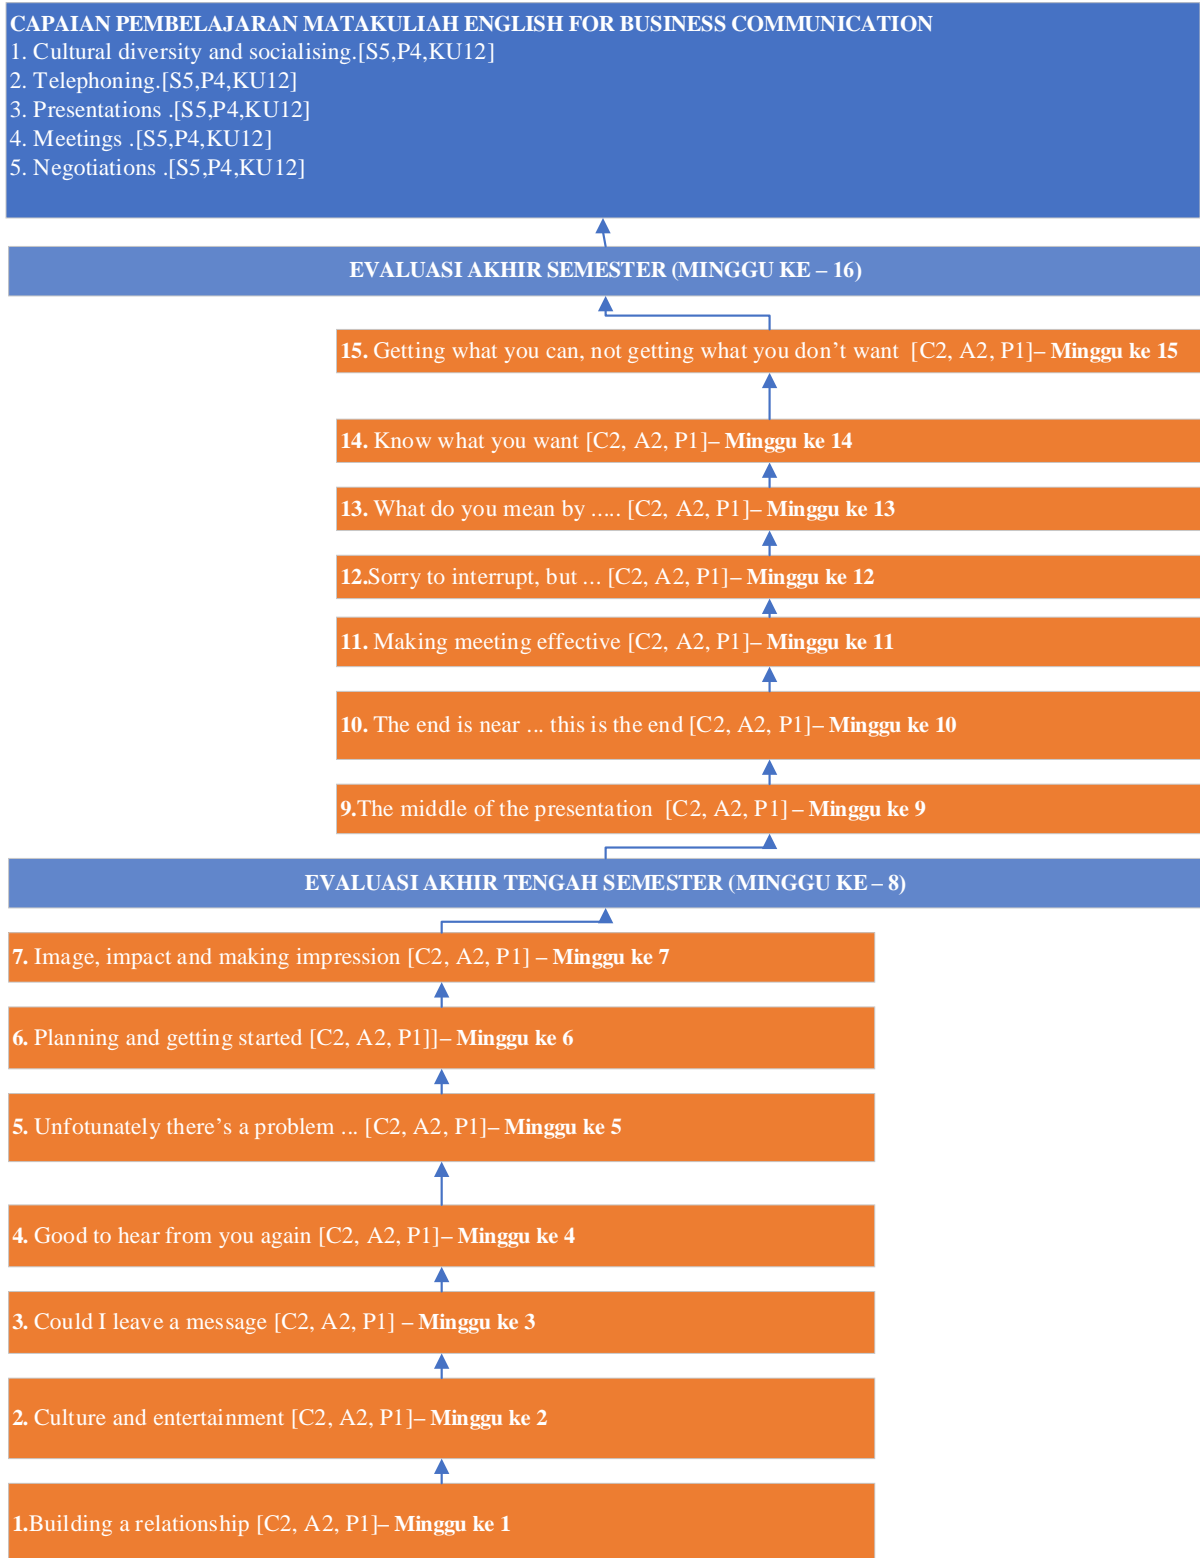 CAPAIAN PEMBELAJARAN MATAKULIAH ENGLISH FOR BUSINESS COMMUNICATION
1. Cultural diversity and socialising.[S5,P4,KU12]
2. Telephoning.[S5,P4,KU12]
3. Presentations .[S5,P4,KU12]
4. Meetings .[S5,P4,KU12]
5. Negotiations .[S5,P4,KU12]
EVALUASI AKHIR SEMESTER (MINGGU KE – 16)
15. Getting what you can, not getting what you don’t want [C2, A2, P1]– Minggu ke 15
14. Know what you want [C2, A2, P1]– Minggu ke 14
13. What do you mean by ..... [C2, A2, P1]– Minggu ke 13
12.Sorry to interrupt, but ... [C2, A2, P1]– Minggu ke 12
11. Making meeting effective [C2, A2, P1]– Minggu ke 11
10. The end is near ... this is the end [C2, A2, P1]– Minggu ke 10
9.The middle of the presentation [C2, A2, P1] – Minggu ke 9
EVALUASI AKHIR TENGAH SEMESTER (MINGGU KE – 8)
7. Image, impact and making impression [C2, A2, P1] – Minggu ke 7
6. Planning and getting started [C2, A2, P1]]– Minggu ke 6
5. Unfotunately there’s a problem ... [C2, A2, P1]– Minggu ke 5
4. Good to hear from you again [C2, A2, P1]– Minggu ke 4
3. Could I leave a message [C2, A2, P1] – Minggu ke 3
2. Culture and entertainment [C2, A2, P1]– Minggu ke 2
1.Building a relationship [C2, A2, P1]– Minggu ke 1